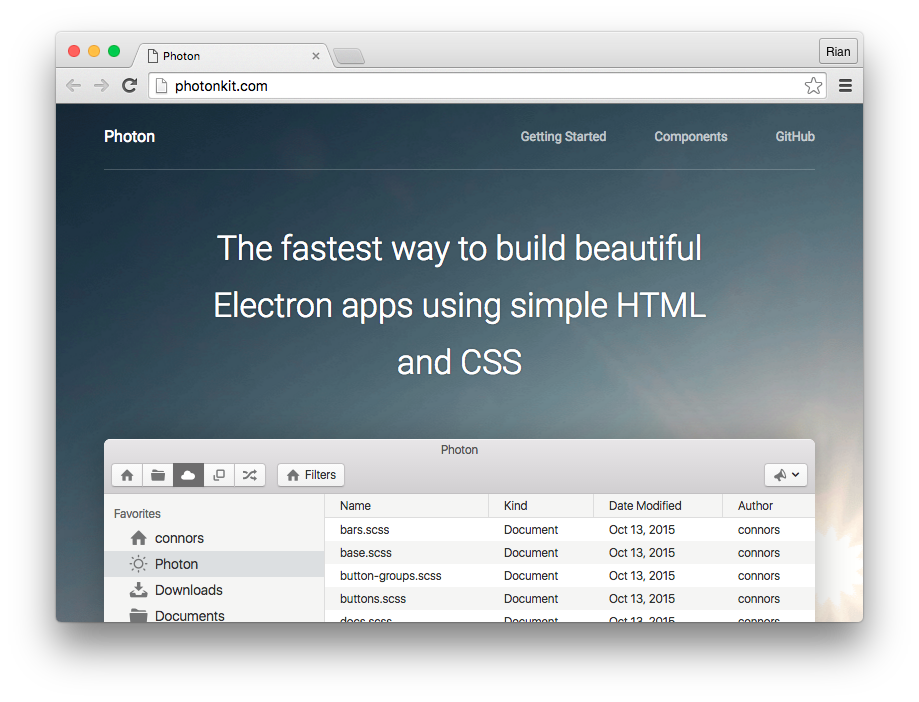 Photon
Rian
photonkit.com
Photon
Getting Started
Components
GitHub
The fastest way to build beautiful
Electron apps using simple HTML
and CSS
Photon
Filters
Favorites
connors
Photon
Downloads
Documents
Name Kind Date Modified Author
bars.scss Document Oct 13, 2015 connors
base.scss Document Oct 13, 2015 connors
button-groups.scss Document Oct 13, 2015 connors
buttons.scss Document Oct 13, 2015 connors
docs.scss Document Oct 13, 2015 connors